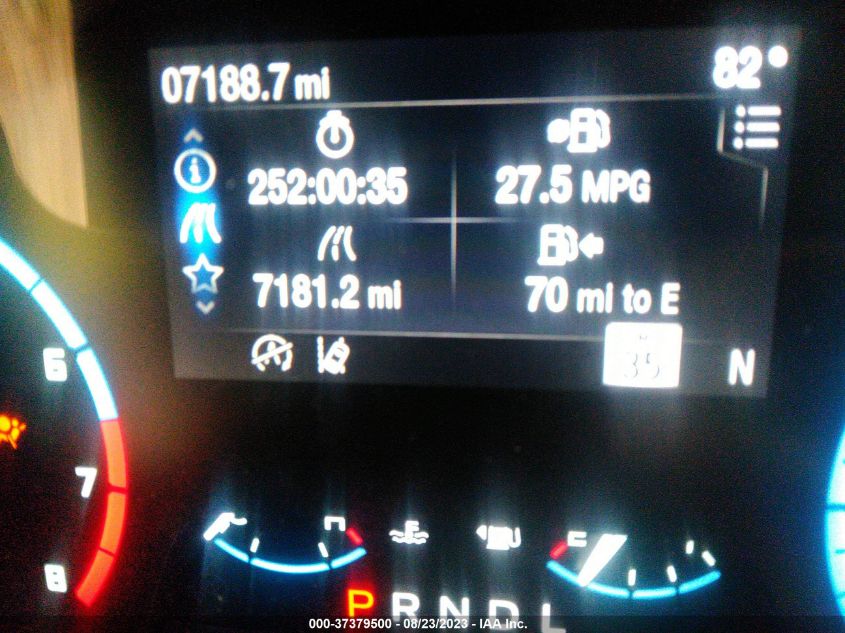 07188.7 mi 82°
252:00:35 27.5 MPG
7181.2 mi 70 mi to E
35 N
6
7
8
P R N D L
000-37379500 - 08/23/2023 - IAA Inc.